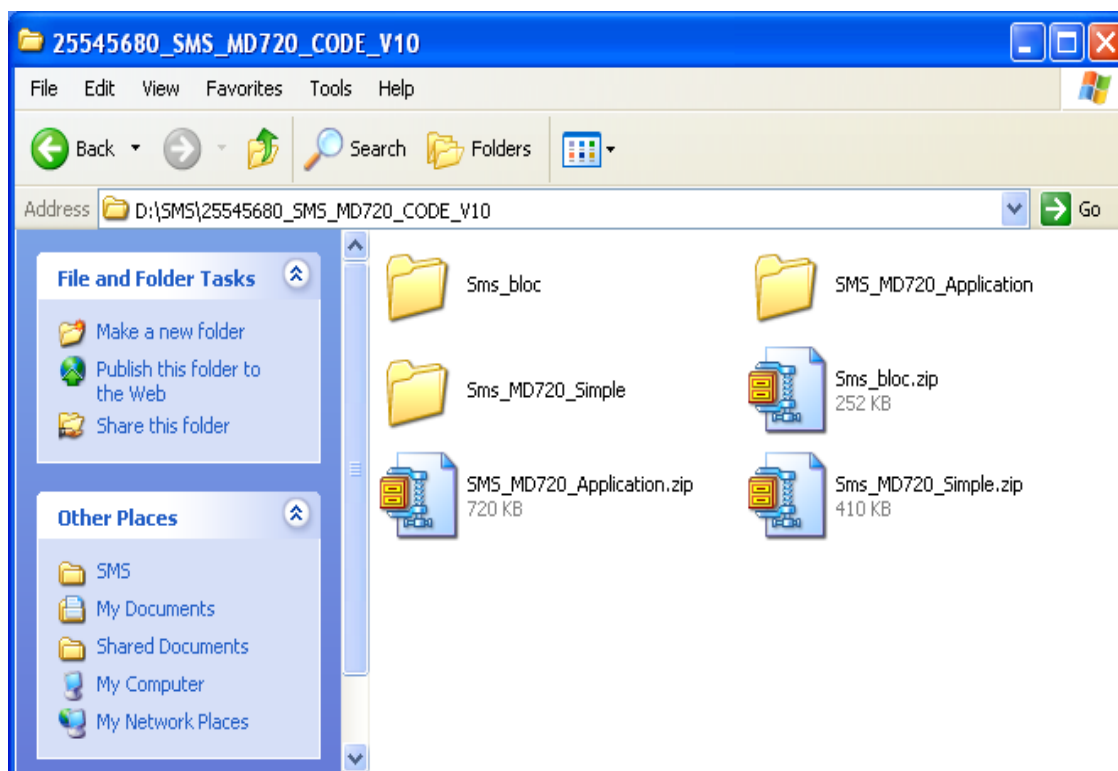 25545680_SMS_MD720_CODE_V10
File Edit View Favorites Tools Help
Back Search Folders
Address D:\SMS\25545680_SMS_MD720_CODE_V10 Go
File and Folder Tasks
Make a new folder
Publish this folder to
the Web
Share this folder
Other Places
SMS
My Documents
Shared Documents
My Computer
My Network Places
Sms_bloc
SMS_MD720_Application
Sms_MD720_Simple
Sms_bloc.zip
252 KB
SMS_MD720_Application.zip
720 KB
Sms_MD720_Simple.zip
410 KB